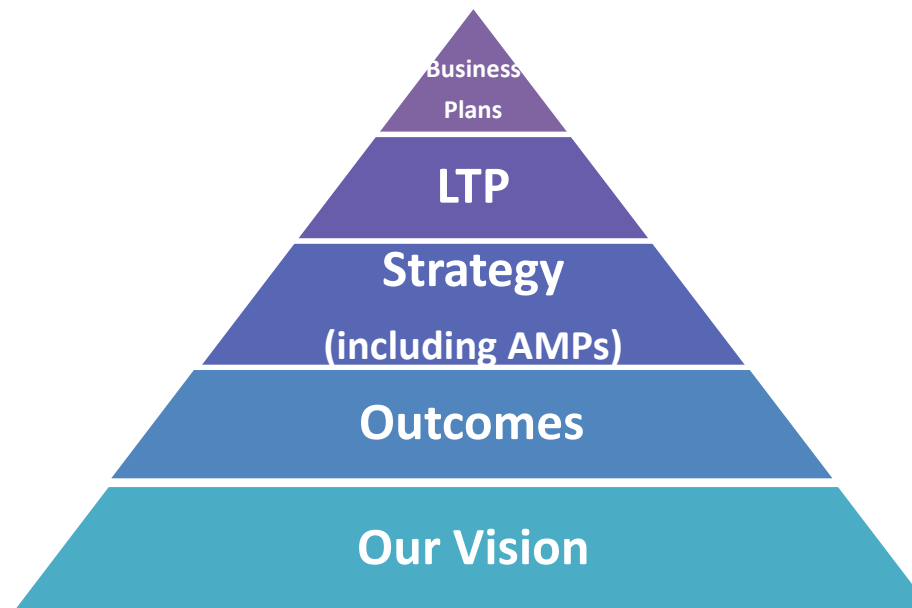 Business
Plans
LTP
Strategy
(including AMPs)
Outcomes
Our Vision